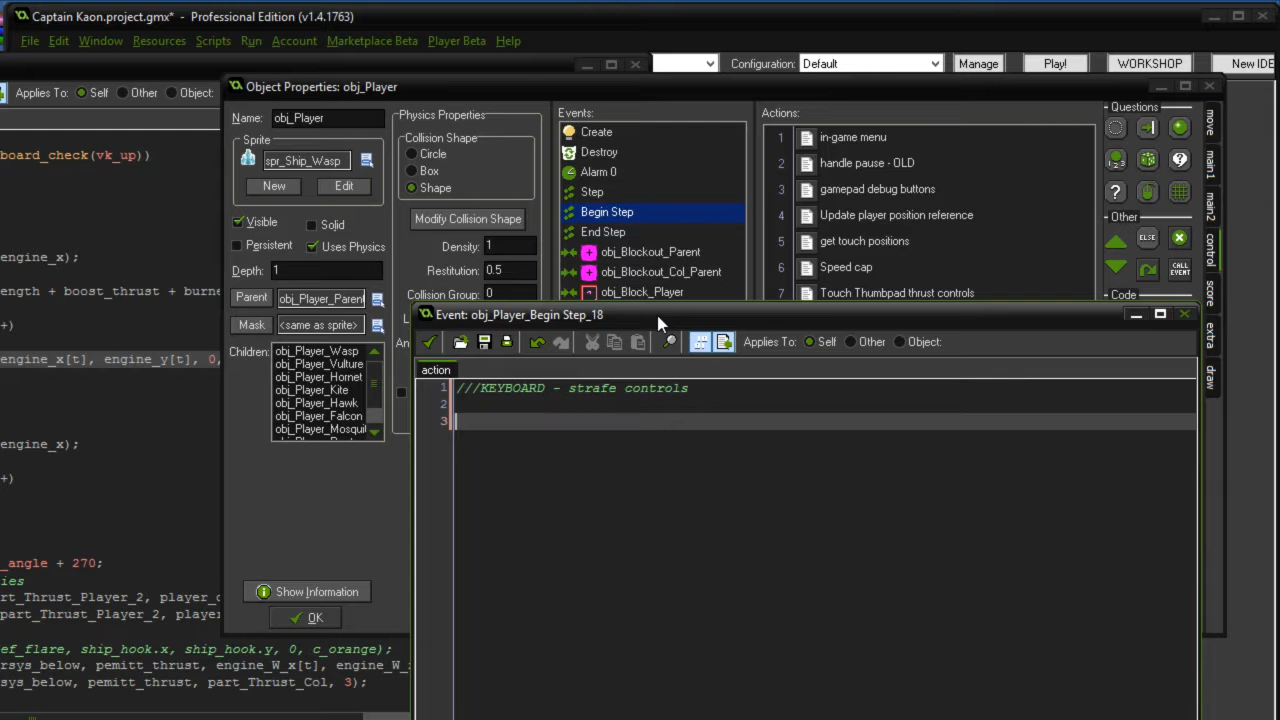 Captain Kaon.project.gmx* - Professional Edition (v1.4.1763)
File Edit Window Resources Scripts Run Account Marketplace Beta Player Beta Help
Configuration: Default Manage Play! WORKSHOP New IDE
Applies To: Self Other Object:
board_check(vk_up))
engine_x);
ength + boost_thrust + burne
+)
engine_x[t], engine_y[t], 0,
engine_x);
+)
_angle + 270;
ies
rt_Thrust_Player_2, player_c
part_Thrust_Player_2, player
ef_flare, ship_hook.x, ship_hook.y, 0, c_orange);
rsys_below, pemitt_thrust, engine_W_x[t], engine_W_
sys_below, pemitt_thrust, part_Thrust_Col, 3);
Object Properties: obj_Player
Name: obj_Player
Sprite
spr_Ship_Wasp
New Edit
Visible Solid
Persistent Uses Physics
Depth: 1
Parent obj_Player_Parent
Mask <same as sprite>
Children: obj_Player_Wasp
obj_Player_Vulture
obj_Player_Hornet
obj_Player_Kite
obj_Player_Hawk
obj_Player_Falcon
obj_Player_Mosquit
Show Information
OK
Physics Properties
Collision Shape
Circle
Box
Shape
Modify Collision Shape
Density: 1
Restitution: 0.5
Collision Group: 0
Events:
Create
Destroy
Alarm 0
Step
Begin Step
End Step
obj_Blockout_Parent
obj_Blockout_Col_Parent
obj_Block_Player
Actions:
1 in-game menu
2 handle pause - OLD
3 gamepad debug buttons
4 Update player position reference
5 get touch positions
6 Speed cap
7 Touch Thumbpad thrust controls
Questions
Other
ELSE
CALL EVENT
Code
move
main1
main2
control
score
extra
draw
Event: obj_Player_Begin Step_18
Applies To: Self Other Object:
action
1 ///KEYBOARD - strafe controls
2
3